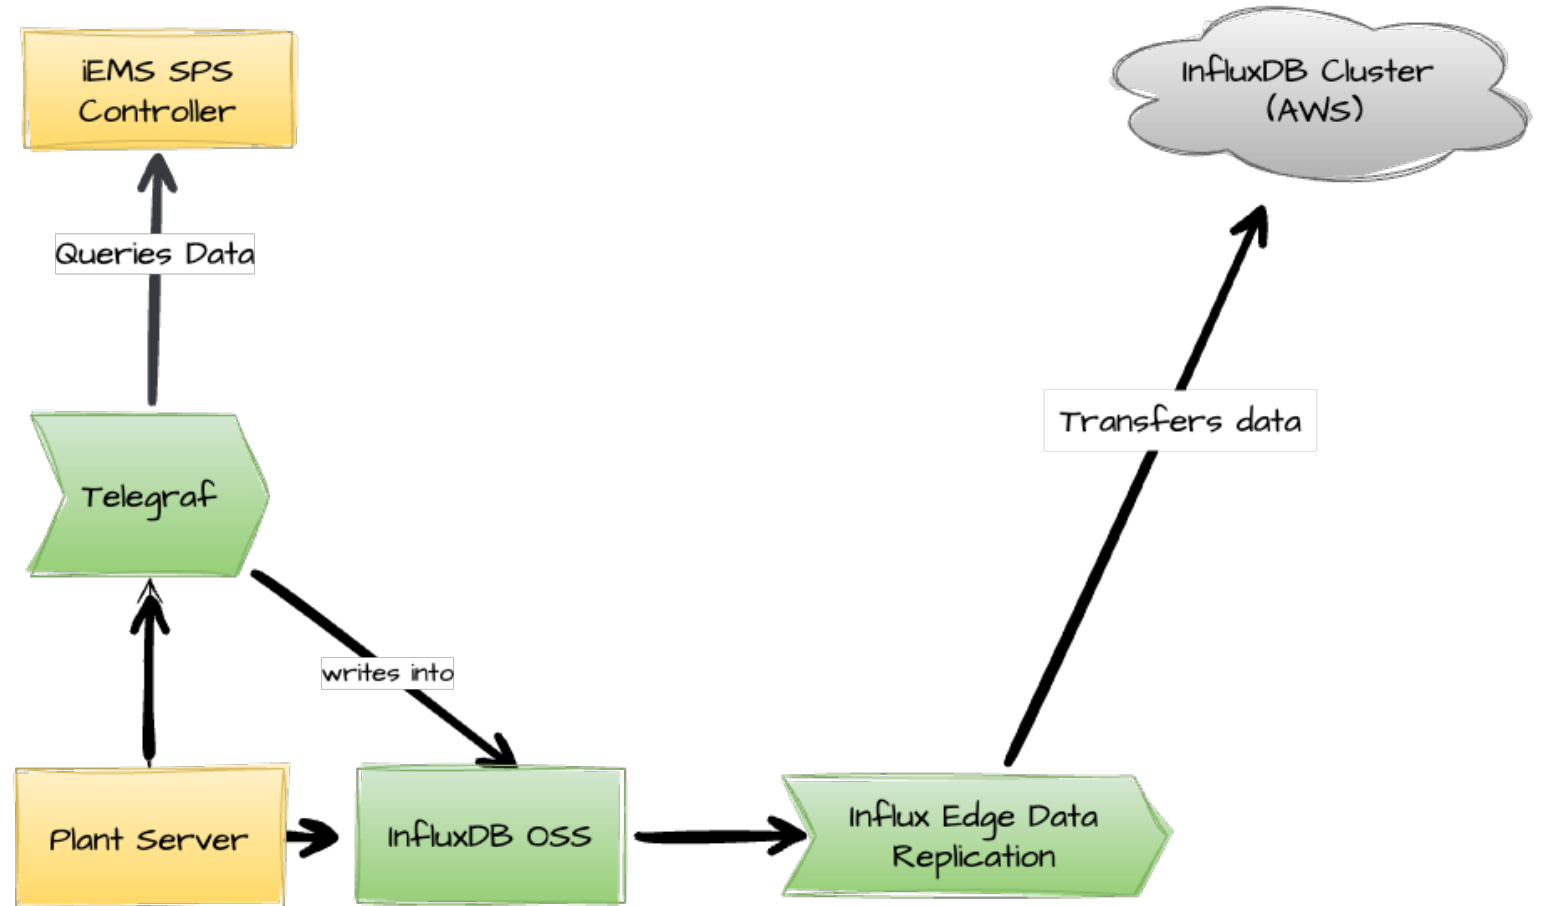 iEMS SPS
Controller
InfluxDB Cluster
(AWS)
Queries Data
Transfers data
Telegraf
writes into
Plant Server
InfluxDB OSS
Influx Edge Data
Replication